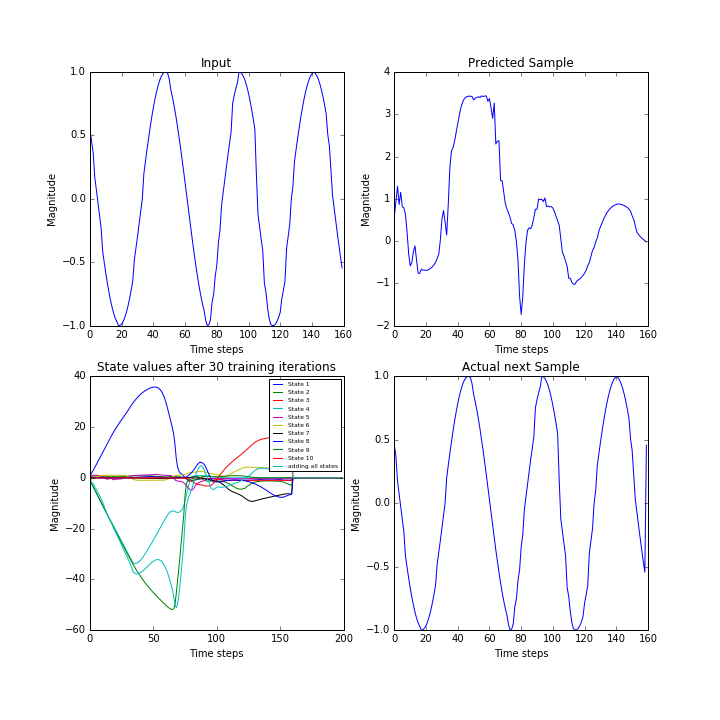 Input
1.0
0.5
0.0
−0.5
−1.0
Magnitude
0 20 40 60 80 100 120 140 160
Time steps
Predicted Sample
4
3
2
1
0
−1
−2
Magnitude
0 20 40 60 80 100 120 140 160
Time steps
State values after 30 training iterations
40
20
0
−20
−40
−60
Magnitude
State 1
State 2
State 3
State 4
State 5
State 6
State 7
State 8
State 9
State 10
adding all states
0 50 100 150 200
Time steps
Actual next Sample
1.0
0.5
0.0
−0.5
−1.0
Magnitude
0 20 40 60 80 100 120 140 160
Time steps